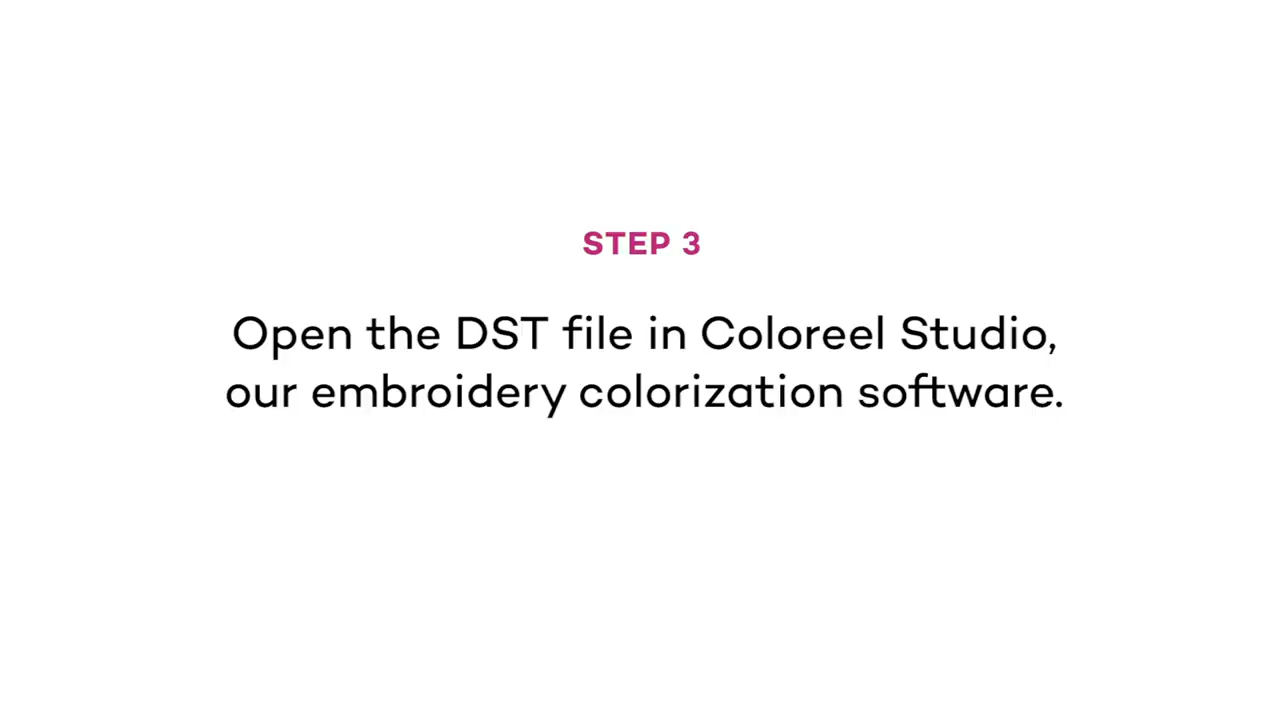 STEP 3
Open the DST file in Coloreel Studio,
our embroidery colorization software.